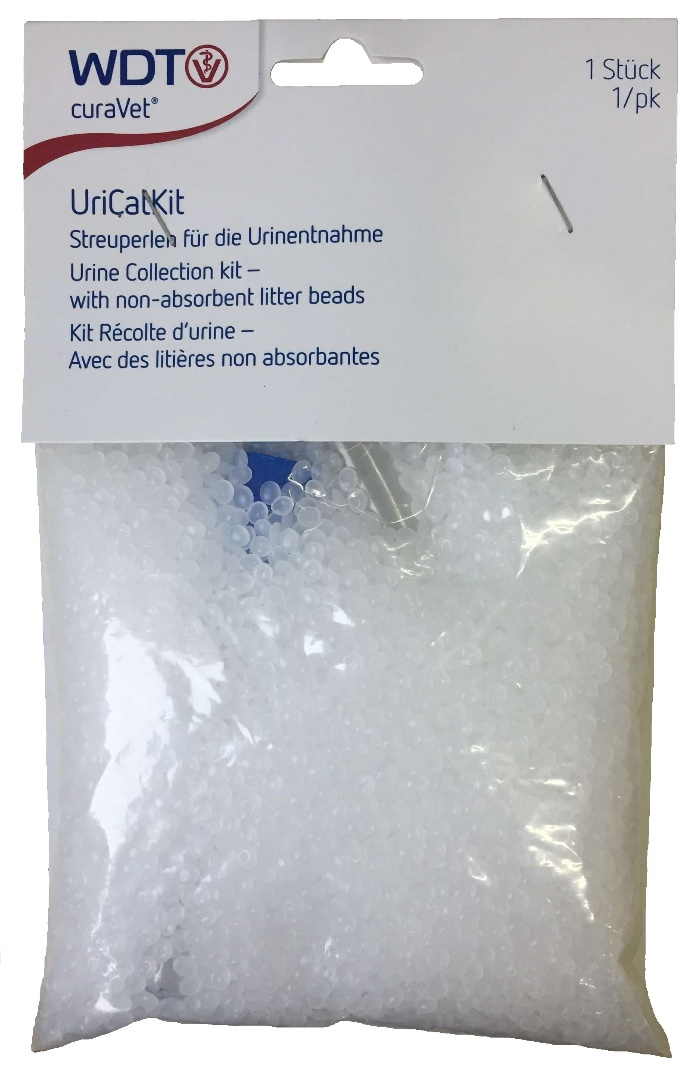 WDT
curaVet®
1 Stück
1/pk
UriCatKit
Streuperlen für die Urinentnahme
Urine Collection kit –
with non-absorbent litter beads
Kit Récolte d'urine –
Avec des litières non absorbantes